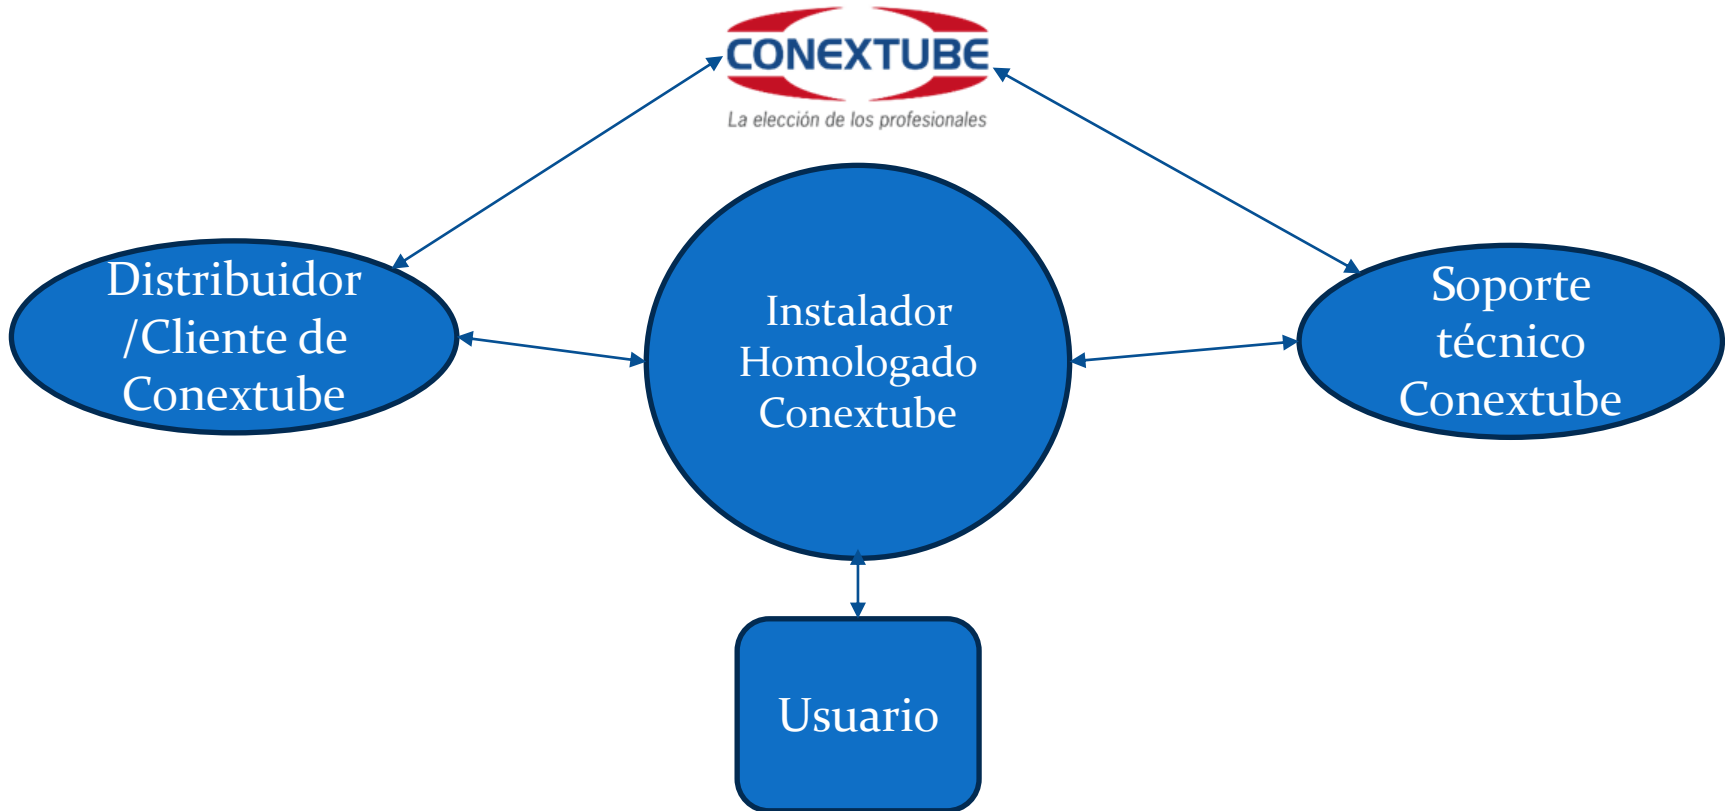 CONEXTUBE
La elección de los profesionales
Distribuidor
/Cliente de
Conextube
Instalador
Homologado
Conextube
Soporte
técnico
Conextube
Usuario